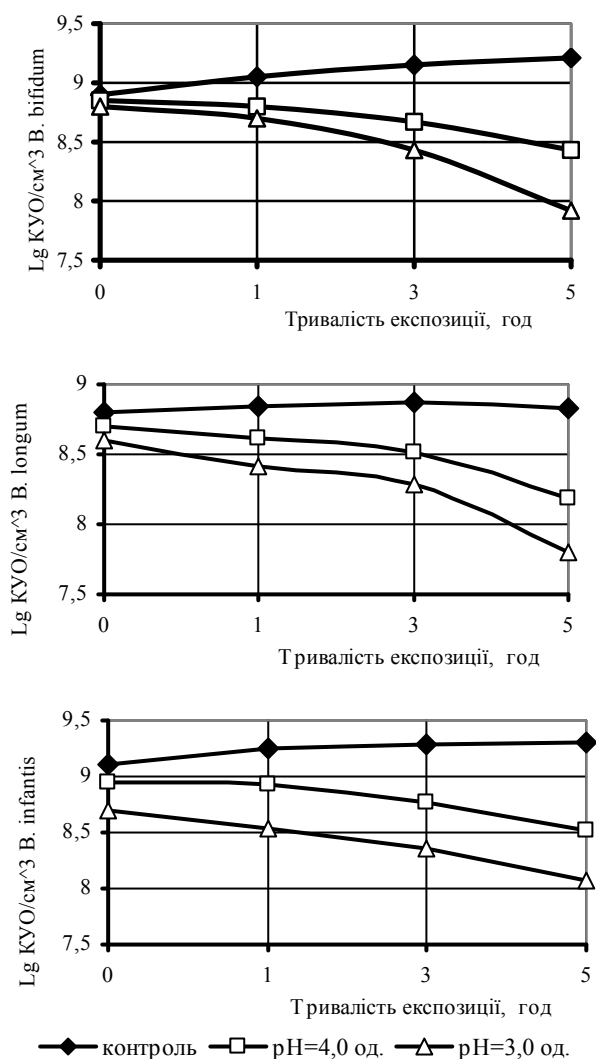 Lg КУО/см^3 B. bifidum
9,5
9
8,5
8
7,5
0 1 3 5
Тривалість експозиції, год
Lg КУО/см^3 B. longum
9
8,5
8
7,5
0 1 3 5
Тривалість експозиції, год
Lg КУО/см^3 B. infantis
9,5
9
8,5
8
7,5
0 1 3 5
Тривалість експозиції, год
контроль pH=4,0 од. pH=3,0 од.